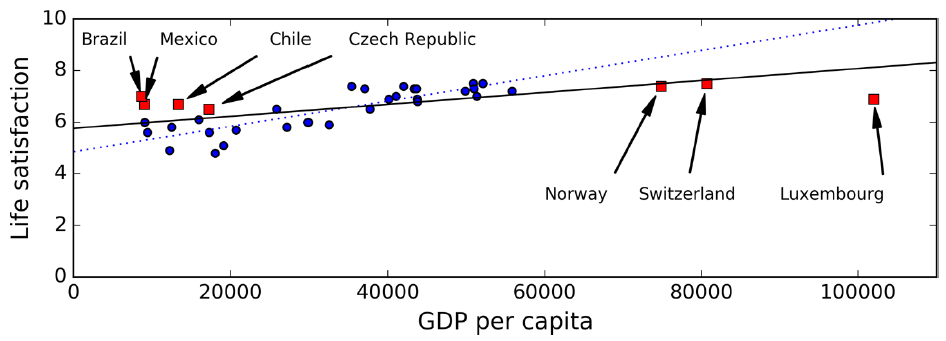 10
8
6
4
2
0
Life satisfaction
Brazil
Mexico
Chile
Czech Republic
Norway
Switzerland
Luxembourg
0
20000
40000
60000
80000
100000
GDP per capita